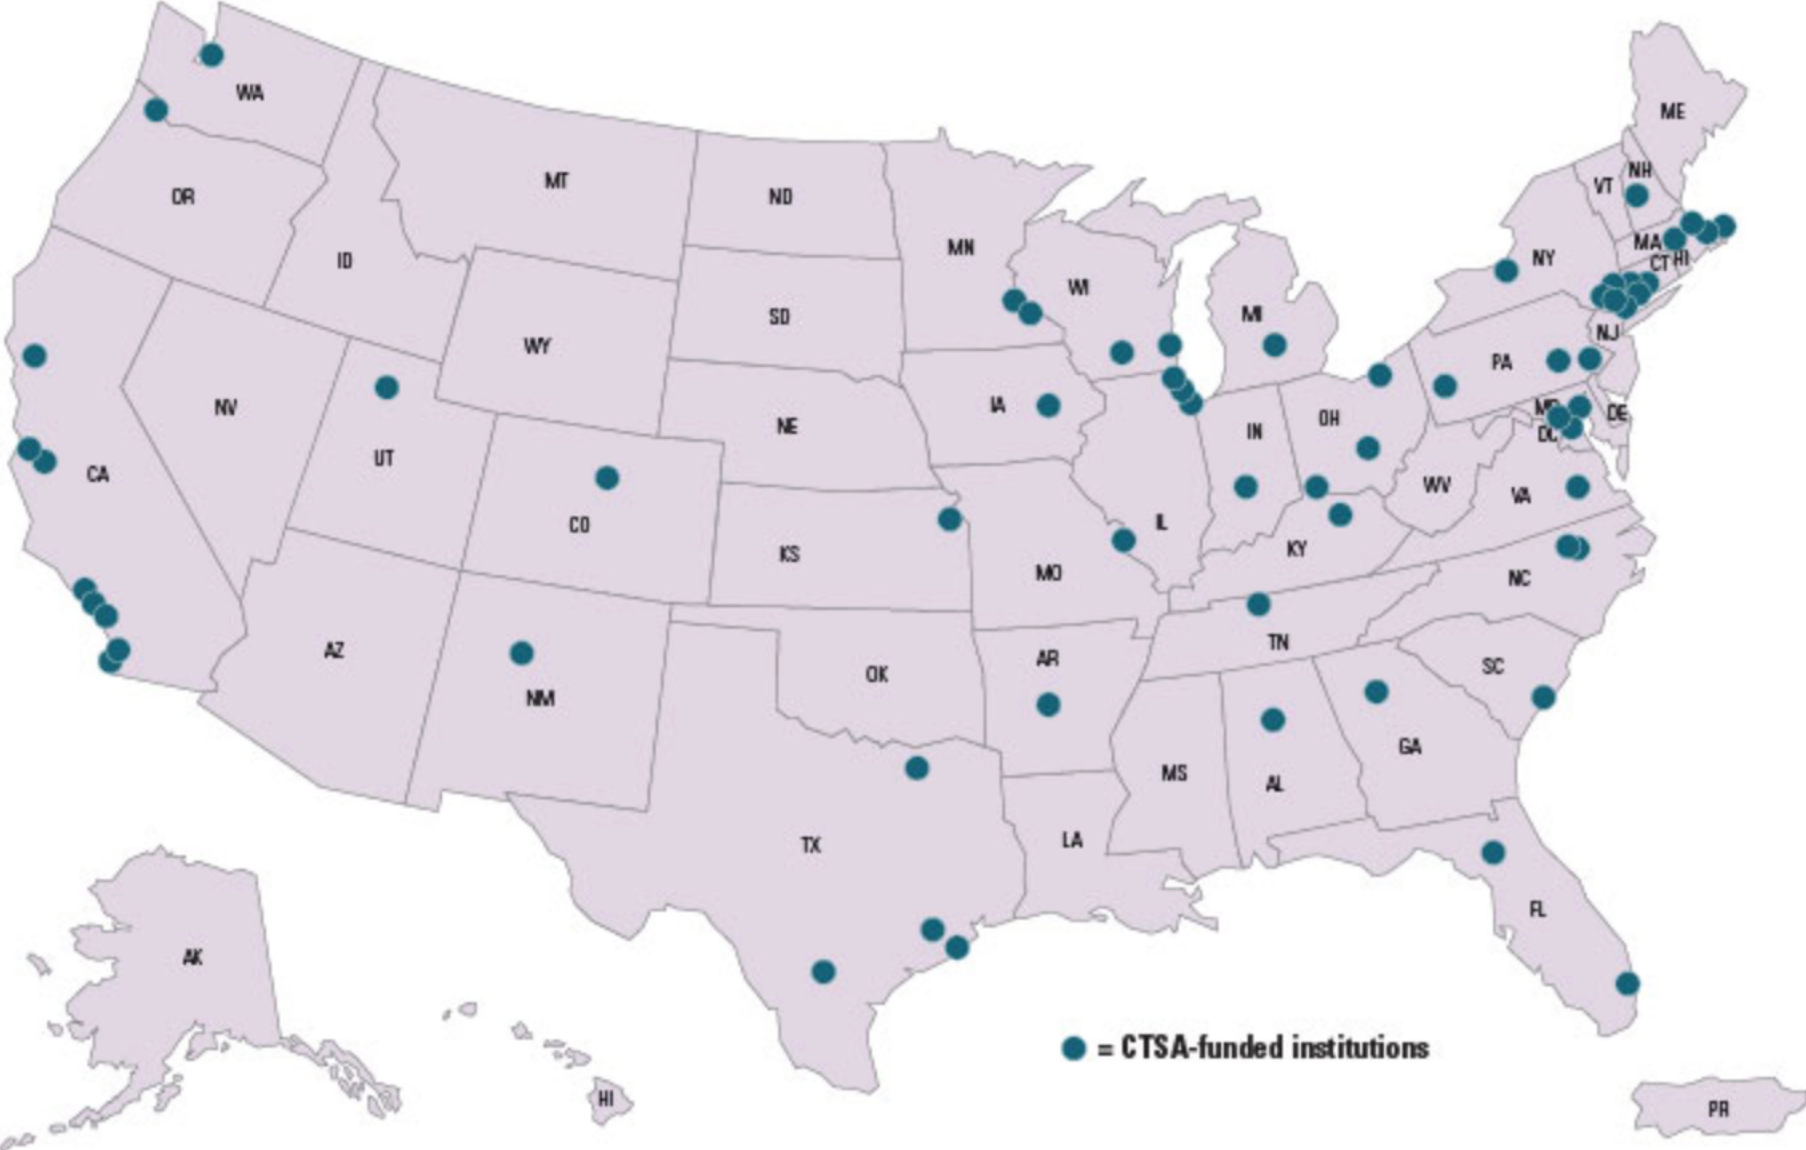 WA
ME
MT
ND
OR
VT
NH
MN
ID
MA
NY
CT
HI
WI
SD
MI
WY
NJ
PA
NV
NE
IA
OH
IN
MD
DE
DC
UT
CA
CO
KS
IL
WV
VA
KY
MO
NC
AZ
NM
OK
AR
TN
SC
TX
LA
MS
AL
GA
FL
AK
= CTSA-funded institutions
HI
PR